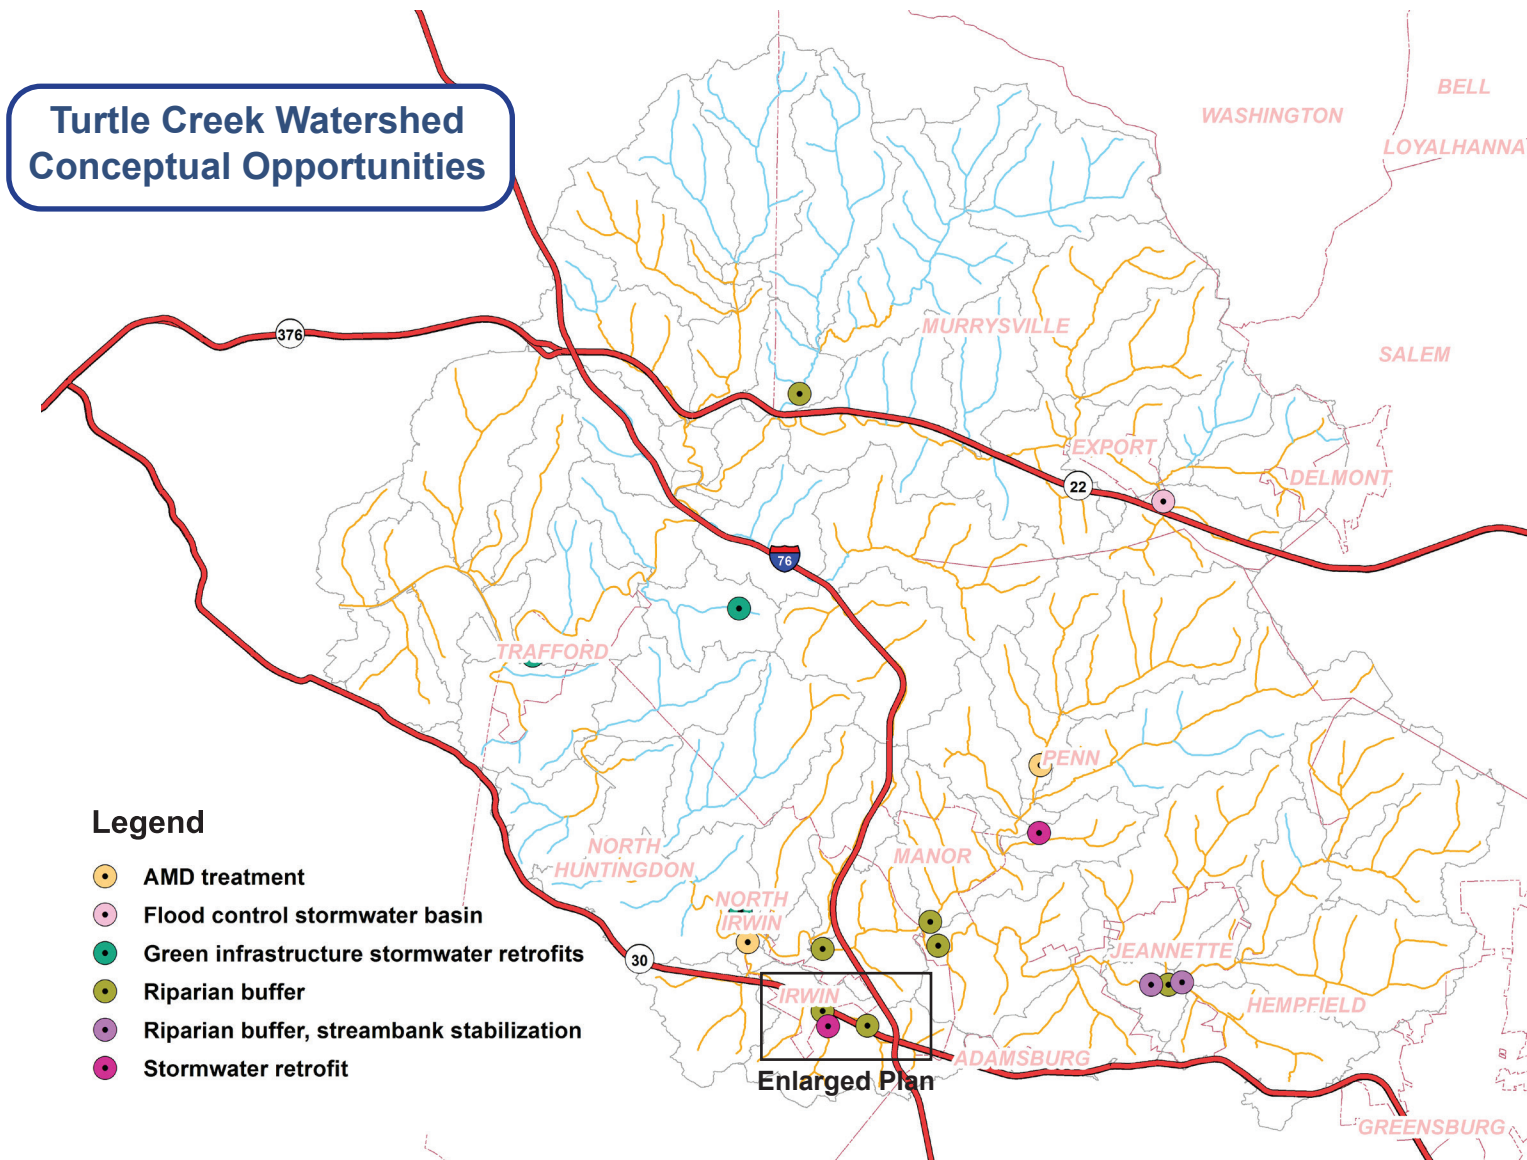 Turtle Creek Watershed
Conceptual Opportunities
BELL
WASHINGTON
LOYALHANNA
376
MURRYSVILLE
SALEM
EXPORT
DELMONT
22
76
TRAFFORD
PENN
Legend
AMD treatment
Flood control stormwater basin
Green infrastructure stormwater retrofits
Riparian buffer
Riparian buffer, streambank stabilization
Stormwater retrofit
NORTH
HUNTINGDON
MANOR
NORTH
IRWIN
30
JEANNETTE
IRWIN
HEMPFIELD
ADAMSBURG
Enlarged Plan
GREENSBURG